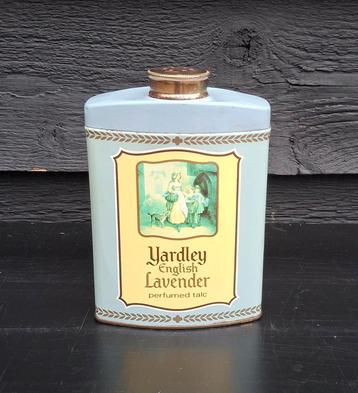 Yardley
English
Lavender
perfumed talc